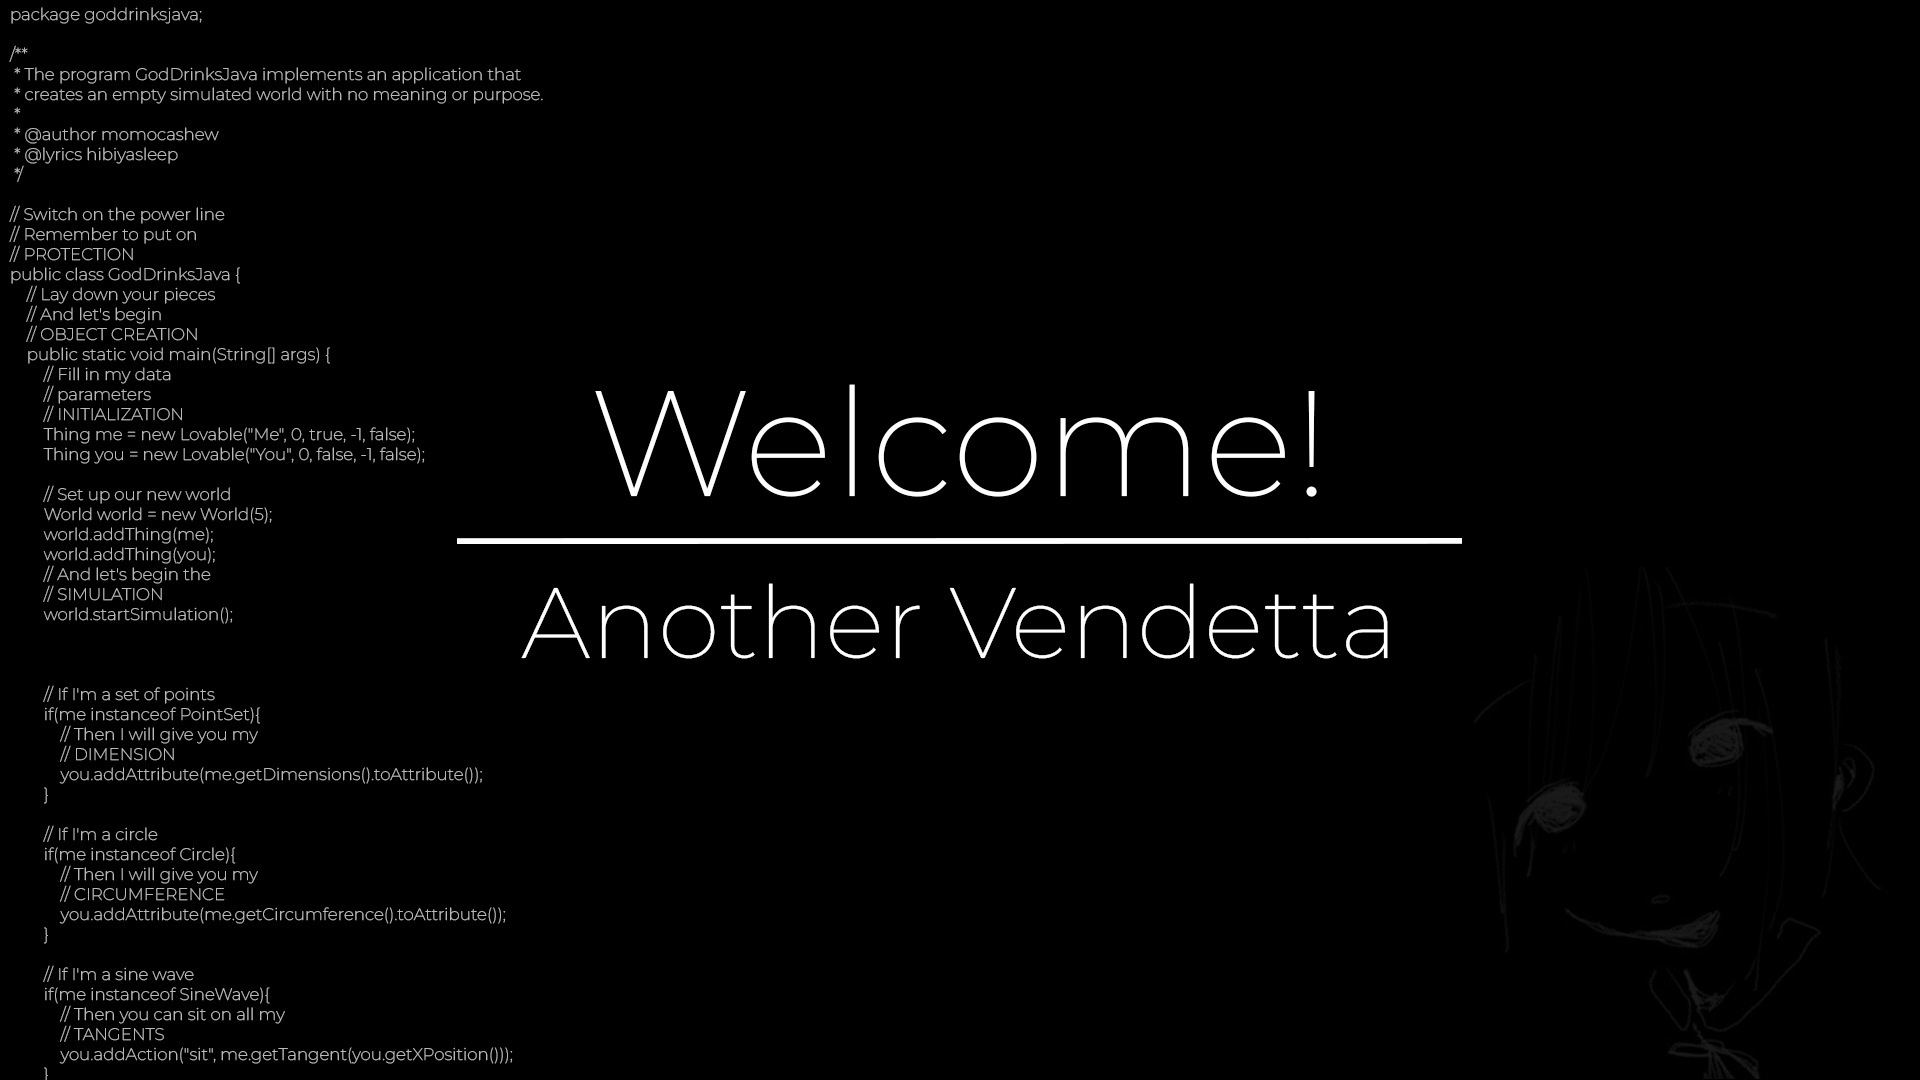 package goddrinksjava;
/**
* The program GodDrinksJava implements an application that
* creates an empty simulated world with no meaning or purpose.
*
* @author momocashew
* @lyrics hibiyasleep
*/
// Switch on the power line
// Remember to put on
// PROTECTION
public class GodDrinksJava {
// Lay down your pieces
// And let's begin
// OBJECT CREATION
public static void main(String[] args) {
// Fill in my data
// parameters
// INITIALIZATION
Thing me = new Lovable("Me", 0, true, -1, false);
Thing you = new Lovable("You", 0, false, -1, false);
// Set up our new world
World world = new World(5);
world.addThing(me);
world.addThing(you);
// And let's begin the
// SIMULATION
world.startSimulation();
// If I'm a set of points
if(me instanceof PointSet){
// Then I will give you my
// DIMENSION
you.addAttribute(me.getDimensions().toAttribute());
}
// If I'm a circle
if(me instanceof Circle){
// Then I will give you my
// CIRCUMFERENCE
you.addAttribute(me.getCircumference().toAttribute());
}
// If I'm a sine wave
if(me instanceof SineWave){
// Then you can sit on all my
// TANGENTS
you.addAction("sit", me.getTangent(you.getXPosition()));
}
Welcome!
Another Vendetta